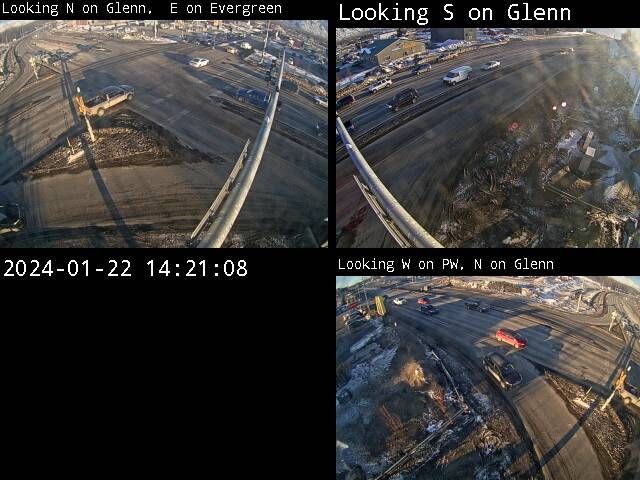 Looking N on Glenn,  E on Evergreen
Looking S on Glenn
2024-01-22 14:21:08
Looking W on PW, N on Glenn